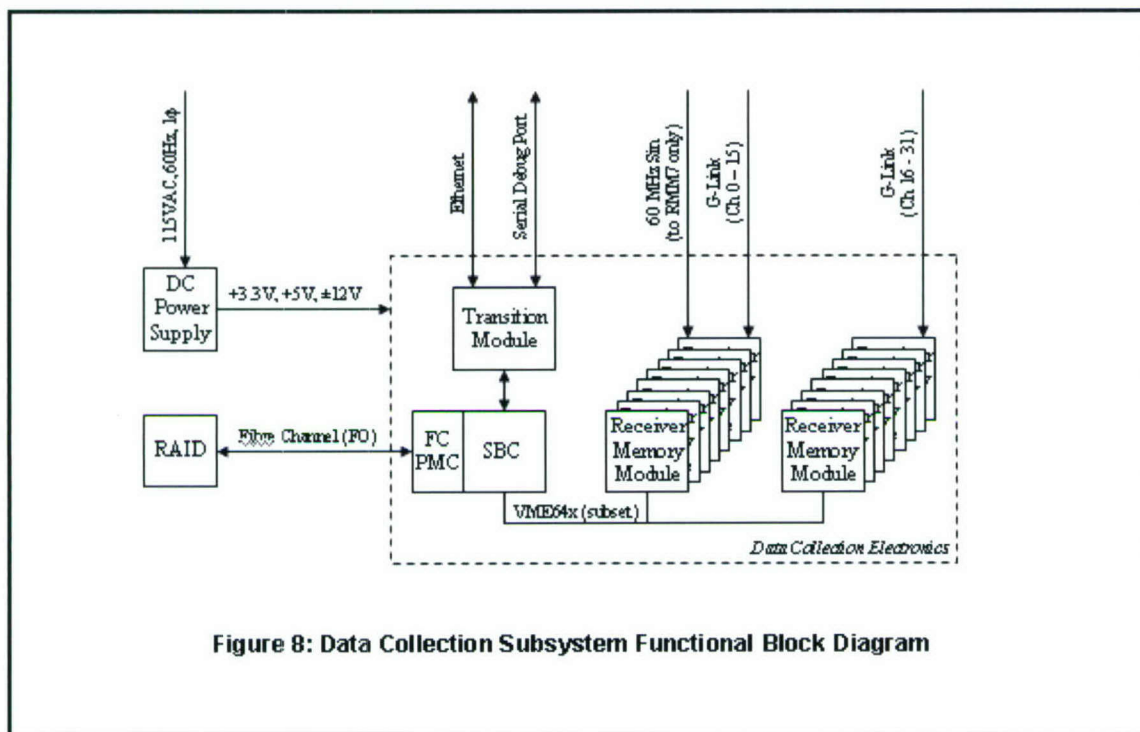 115VAC, 60Hz, 1ϕ
Ethernet
Serial Debug Port
60 MHz Sin
(to RMM7 only)
G-Link
(Ch 0 – 15)
G-Link
(Ch 16 - 31)
DC
Power
Supply
+3.3V, +5V, ±12V
Transition
Module
RAID
Fibre Channel (FO)
FC
PMC
SBC
Receiver
Memory
Module
Receiver
Memory
Module
VME64x (subset)
Data Collection Electronics
Figure 8: Data Collection Subsystem Functional Block Diagram